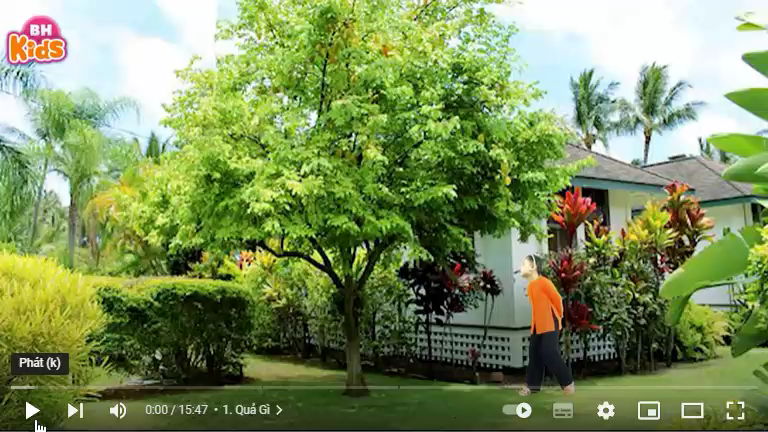 BH
Kids
Phát (k)
0:00 / 15:47 • 1. Quả Gì